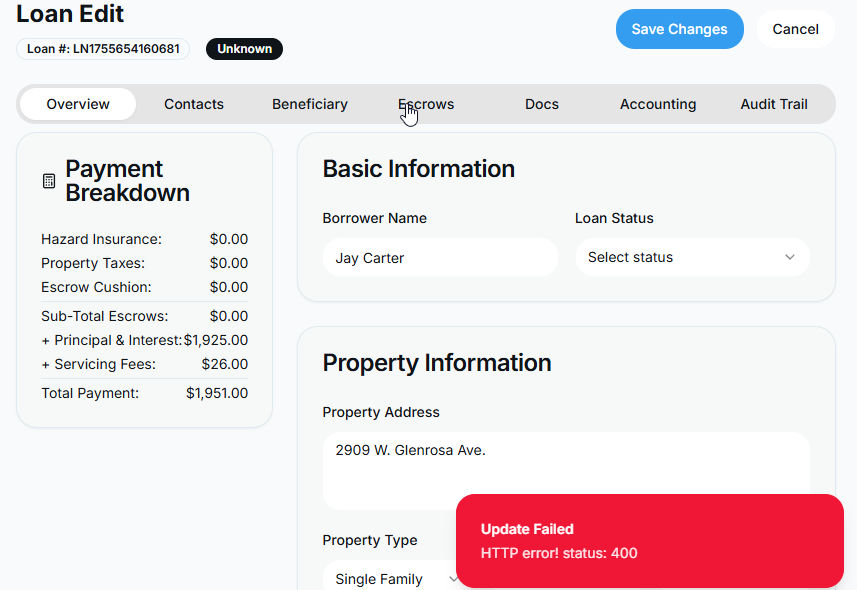 Loan Edit
Save Changes
Cancel
Loan #: LN1755654160681
Unknown
Overview
Contacts
Beneficiary
Escrows
Docs
Accounting
Audit Trail
Payment
Breakdown
Hazard Insurance: $0.00
Property Taxes: $0.00
Escrow Cushion: $0.00
Sub-Total Escrows: $0.00
+ Principal & Interest: $1,925.00
+ Servicing Fees: $26.00
Total Payment: $1,951.00
Basic Information
Borrower Name
Loan Status
Jay Carter
Select status
Property Information
Property Address
2909 W. Glenrosa Ave.
Property Type
Single Family
Update Failed
HTTP error! status: 400